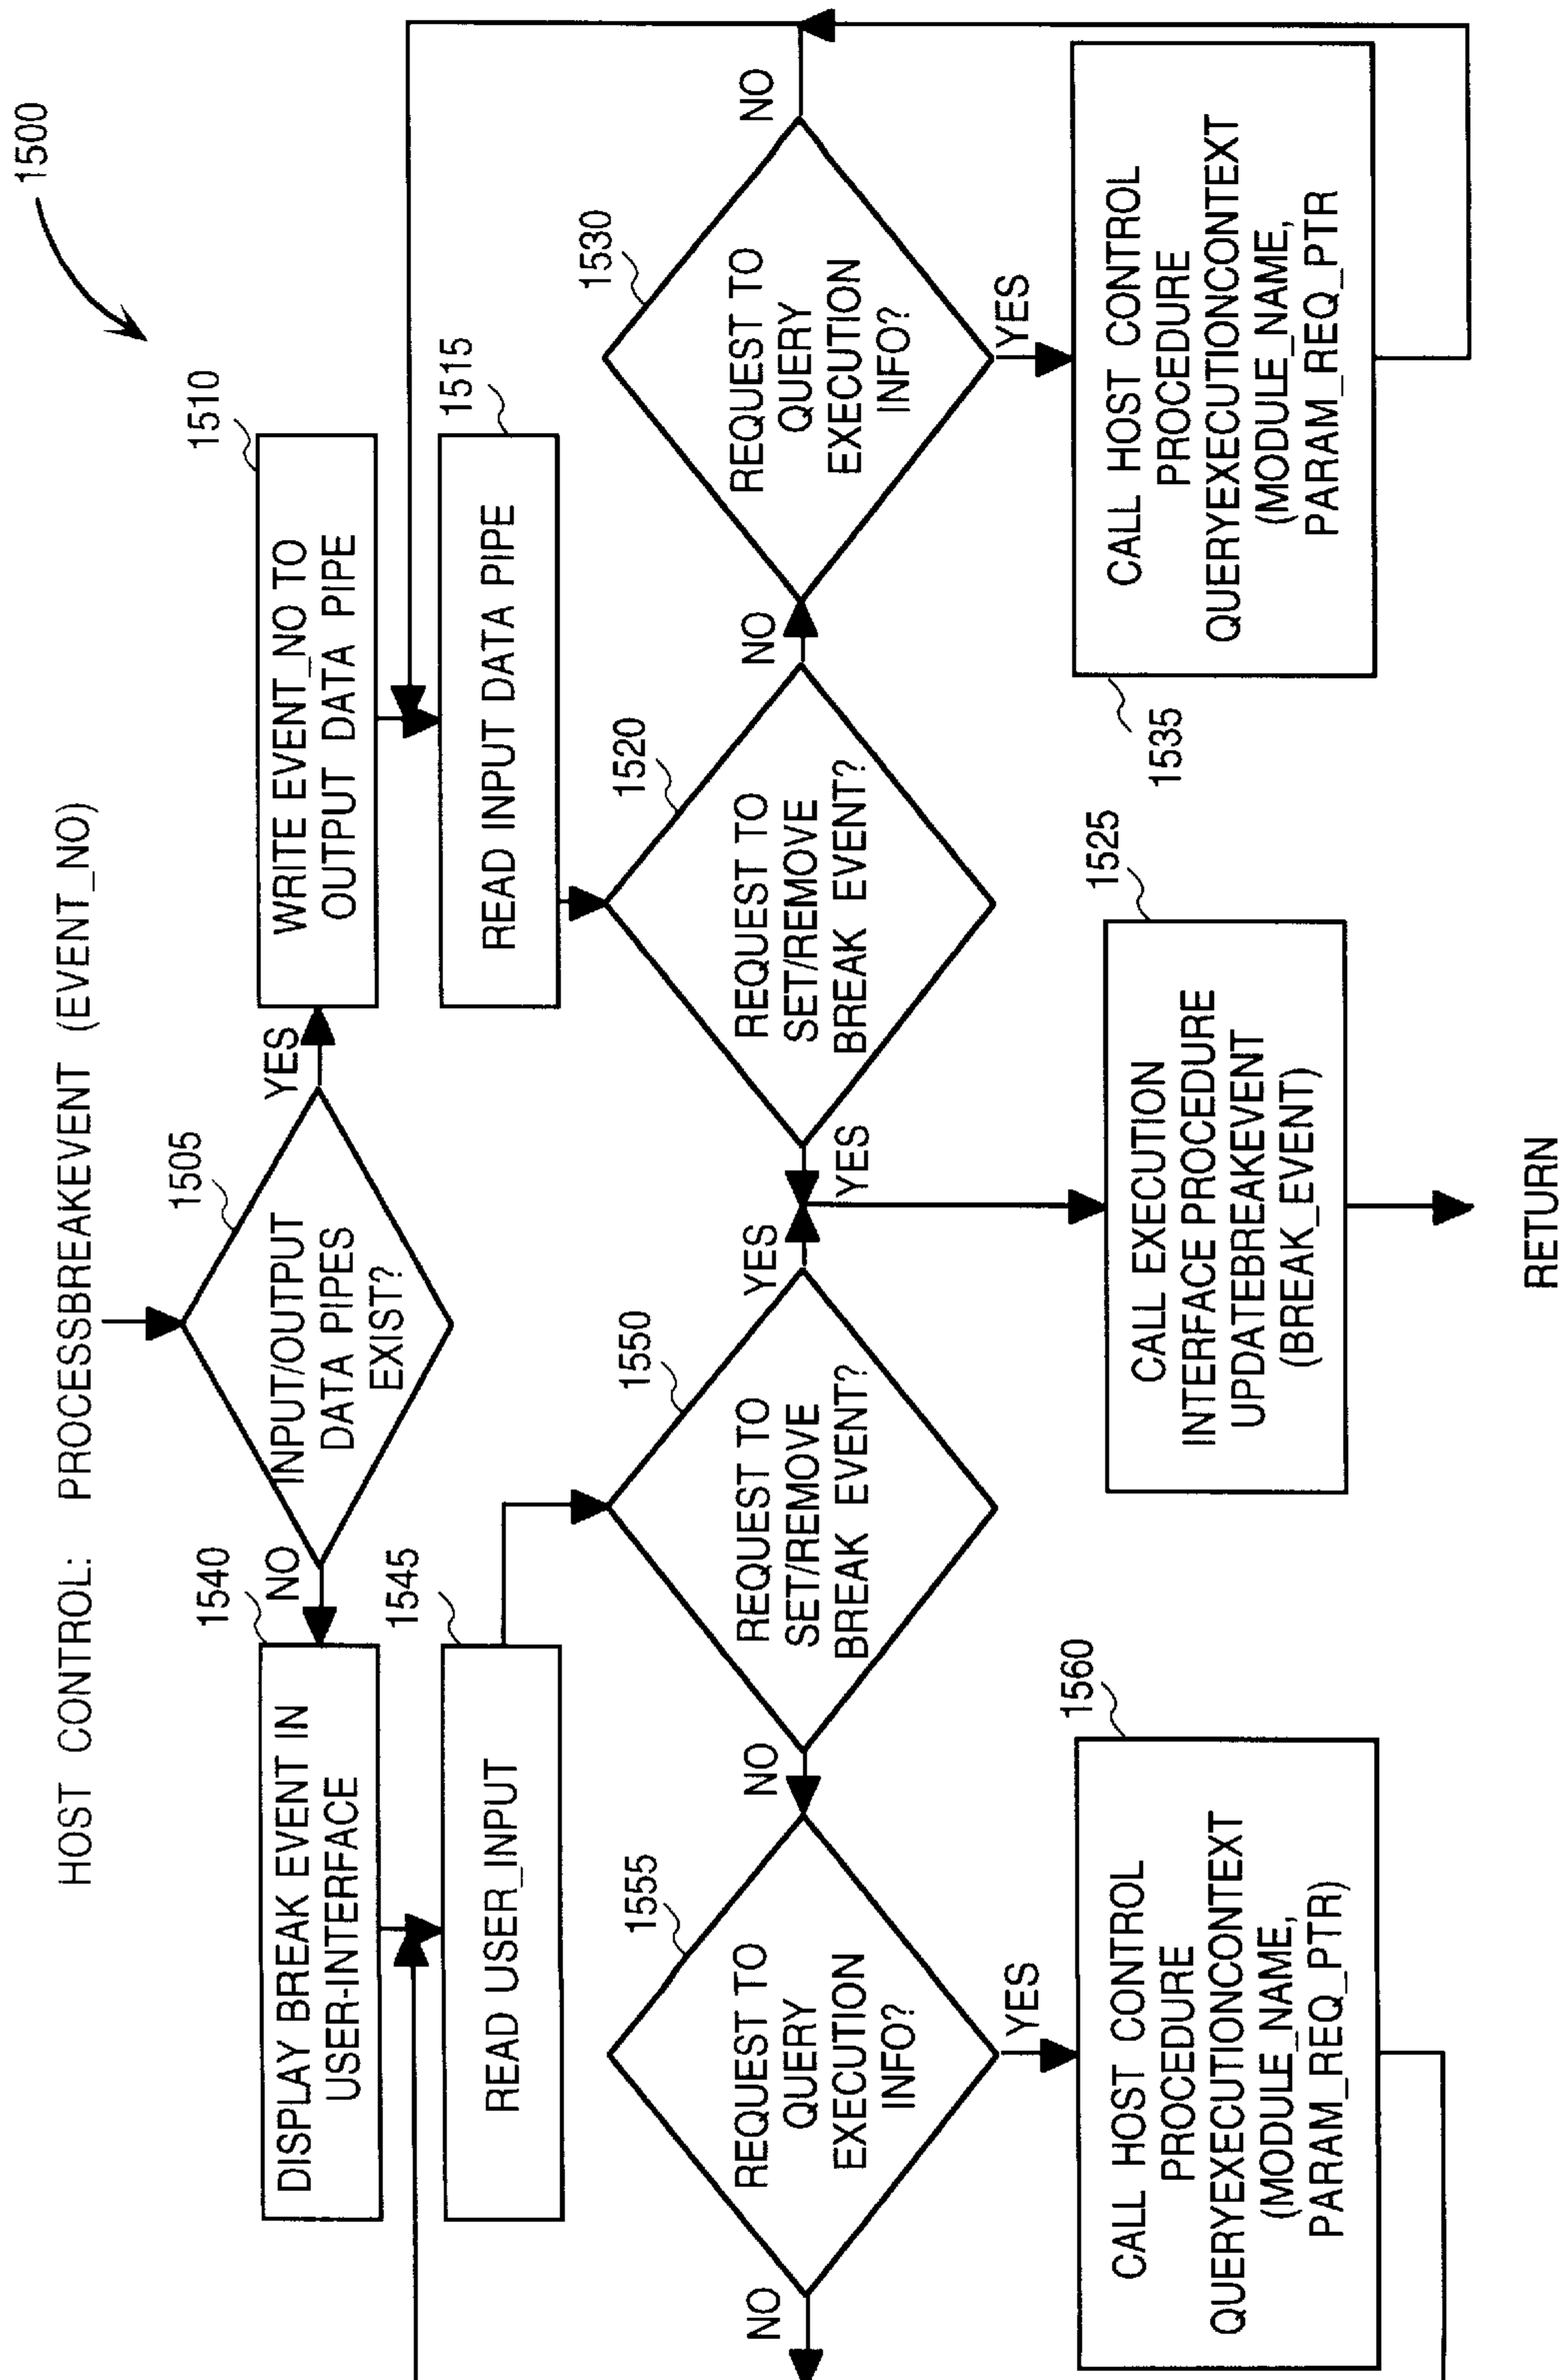 1500
HOST CONTROL: PROCESSBREAKEVENT (EVENT_NO)
1505
INPUT/OUTPUT
DATA PIPES
EXIST?
NO
YES
1540
DISPLAY BREAK EVENT IN
USER-INTERFACE
1510
WRITE EVENT_NO TO
OUTPUT DATA PIPE
1545
READ USER_INPUT
1515
READ INPUT DATA PIPE
1555
REQUEST TO
QUERY
EXECUTION
INFO?
NO
YES
1550
REQUEST TO
SET/REMOVE
BREAK EVENT?
NO
YES
1520
REQUEST TO
SET/REMOVE
BREAK EVENT?
YES
NO
1530
REQUEST TO
QUERY
EXECUTION
INFO?
NO
YES
1560
CALL HOST CONTROL
PROCEDURE
QUERYEXECUTIONCONTEXT
(MODULE_NAME,
PARAM_REQ_PTR)
1525
CALL EXECUTION
INTERFACE PROCEDURE
UPDATEBREAKEVENT
(BREAK_EVENT)
1535
CALL HOST CONTROL
PROCEDURE
QUERYEXECUTIONCONTEXT
(MODULE_NAME,
PARAM_REQ_PTR
RETURN